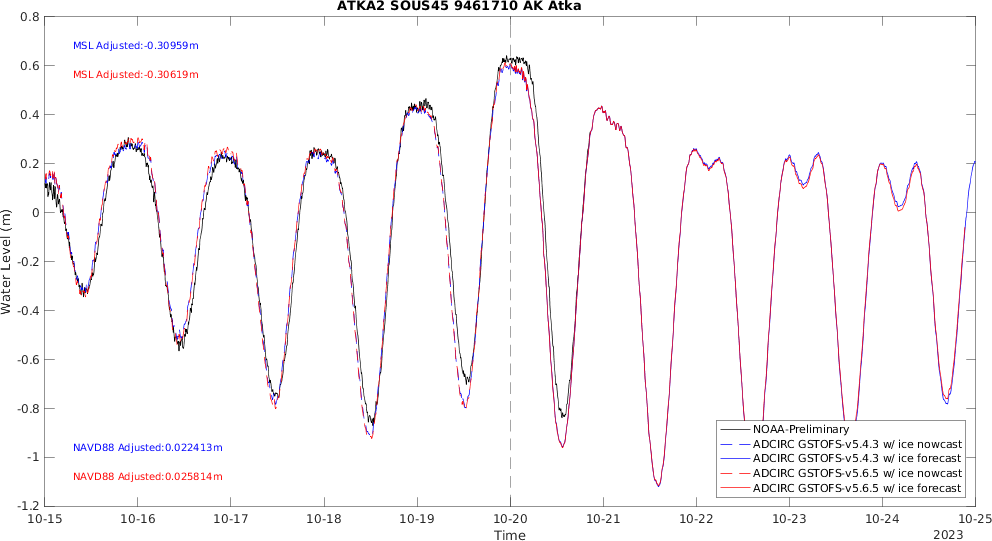 ATKA2 SOUS45 9461710 AK Atka
0.8
0.6
0.4
0.2
0
-0.2
-0.4
-0.6
-0.8
-1
-1.2
Water Level (m)
MSL Adjusted:-0.30959m
MSL Adjusted:-0.30619m
NAVD88 Adjusted:0.022413m
NAVD88 Adjusted:0.025814m
NOAA-Preliminary
ADCIRC GSTOFS-v5.4.3 w/ ice nowcast
ADCIRC GSTOFS-v5.4.3 w/ ice forecast
ADCIRC GSTOFS-v5.6.5 w/ ice nowcast
ADCIRC GSTOFS-v5.6.5 w/ ice forecast
10-15 10-16 10-17 10-18 10-19 10-20 10-21 10-22 10-23 10-24 10-25
Time
2023